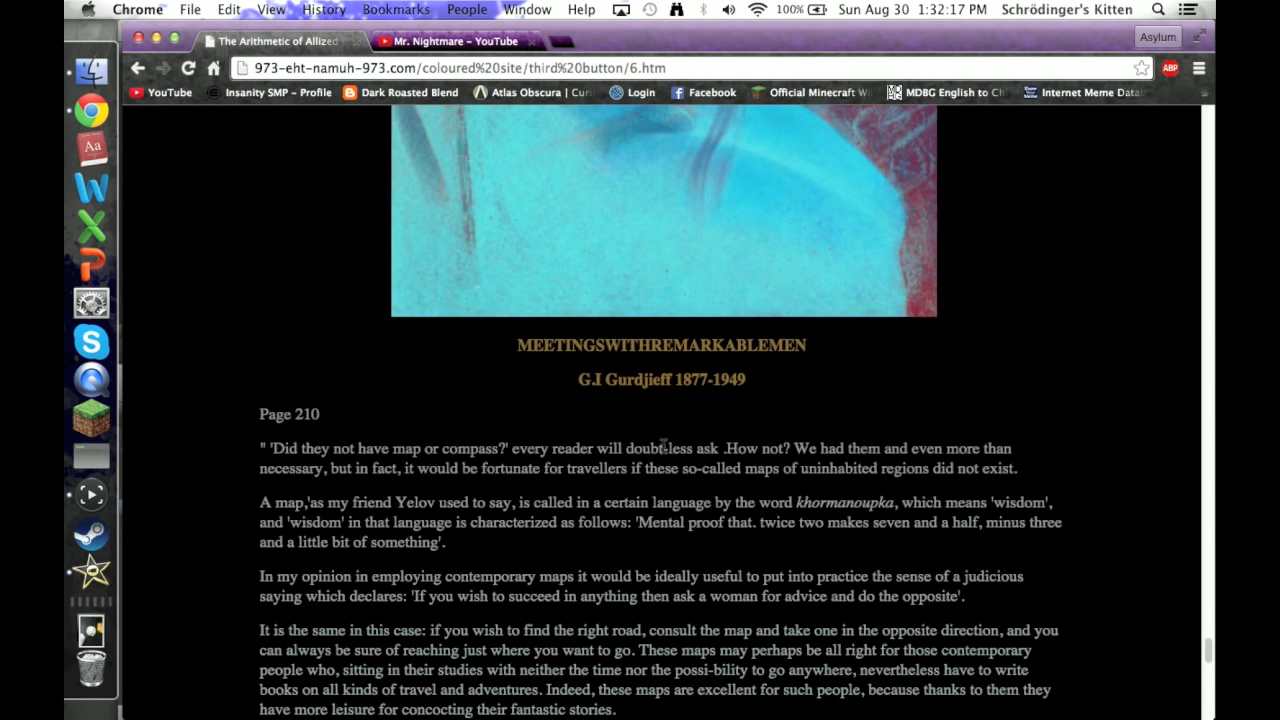 Chrome File Edit View History Bookmarks People Window Help 100% Sun Aug 30 1:32:17 PM Schrödinger's Kitten
The Arithmetic of Allized Mr. Nightmare - YouTube Asylum
973-eht-namuh-973.com/coloured%20site/third%20button/6.htm ABP
YouTube Insanity SMP - Profile Dark Roasted Blend Atlas Obscura | Curi Login Facebook Official Minecraft Wi MDBG English to Ch Internet Meme Datab »
MEETINGSWITHREMARKABLEMEN
G.I Gurdjieff 1877-1949
Page 210
" 'Did they not have map or compass?' every reader will doubtless ask .How not? We had them and even more than
necessary, but in fact, it would be fortunate for travellers if these so-called maps of uninhabited regions did not exist.
A map,'as my friend Yelov used to say, is called in a certain language by the word khormanoupka, which means 'wisdom',
and 'wisdom' in that language is characterized as follows: 'Mental proof that. twice two makes seven and a half, minus three
and a little bit of something'.
In my opinion in employing contemporary maps it would be ideally useful to put into practice the sense of a judicious
saying which declares: 'If you wish to succeed in anything then ask a woman for advice and do the opposite'.
It is the same in this case: if you wish to find the right road, consult the map and take one in the opposite direction, and you
can always be sure of reaching just where you want to go. These maps may perhaps be all right for those contemporary
people who, sitting in their studies with neither the time nor the possi-bility to go anywhere, nevertheless have to write
books on all kinds of travel and adventures. Indeed, these maps are excellent for such people, because thanks to them they
have more leisure for concocting their fantastic stories.
Aa
W
X
P
S